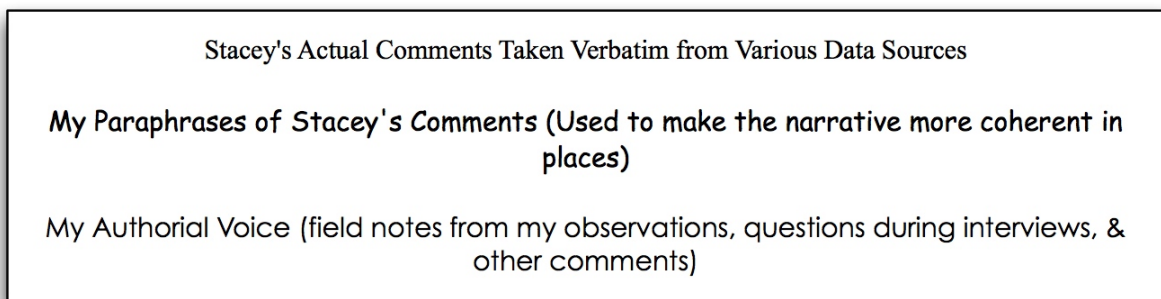 Stacey's Actual Comments Taken Verbatim from Various Data Sources
My Paraphrases of Stacey's Comments (Used to make the narrative more coherent in
places)
My Authorial Voice (field notes from my observations, questions during interviews, &
other comments)